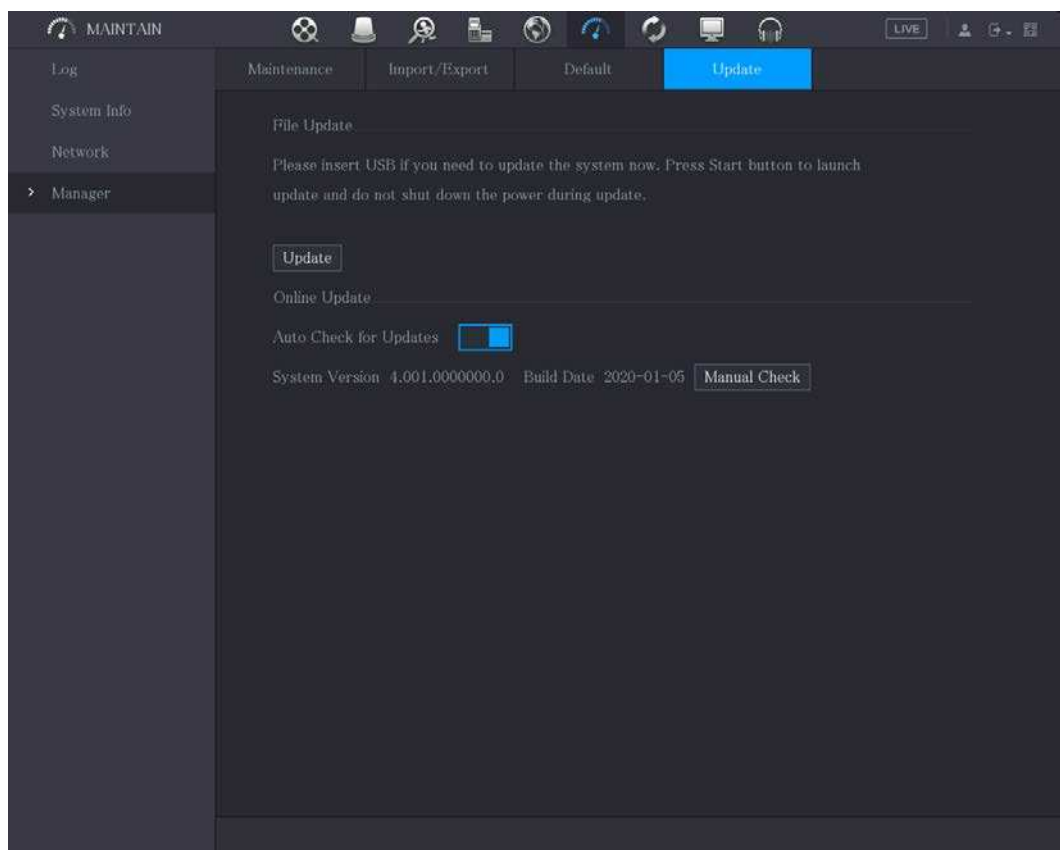 MAINTAIN
LIVE
Log
Maintenance Import/Export Default Update
System Info
Network
Manager
File Update
Please insert USB if you need to update the system now. Press Start button to launch
update and do not shut down the power during update.
Update
Online Update
Auto Check for Updates
System Version 4.001.0000000.0 Build Date 2020-01-05 Manual Check